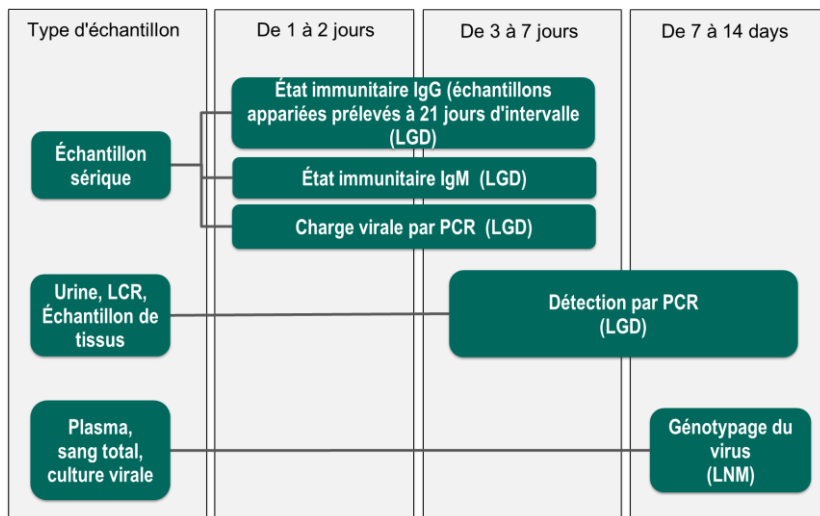 Type d'échantillon
De 1 à 2 jours
De 3 à 7 jours
De 7 à 14 days
État immunitaire IgG (échantillons
appariées prélevés à 21 jours d'intervalle
(LGD)
Échantillon
sérique
État immunitaire IgM (LGD)
Charge virale par PCR (LGD)
Urine, LCR,
Échantillon de
tissus
Détection par PCR
(LGD)
Plasma,
sang total,
culture virale
Génotypage du
virus
(LNM)